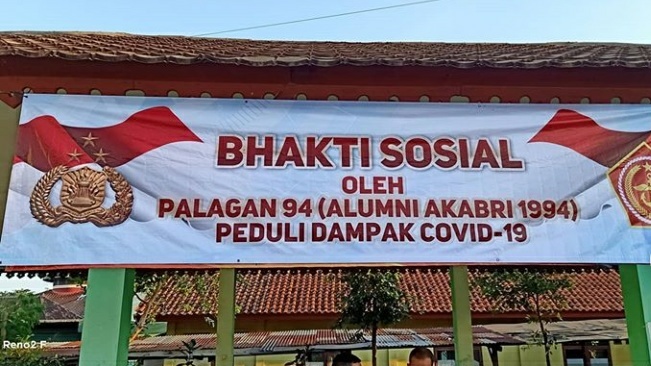 BHAKTI SOSIAL
OLEH
PALAGAN 94 (ALUMNI AKABRI 1994)
PEDULI DAMPAK COVID-19
Reno2 F